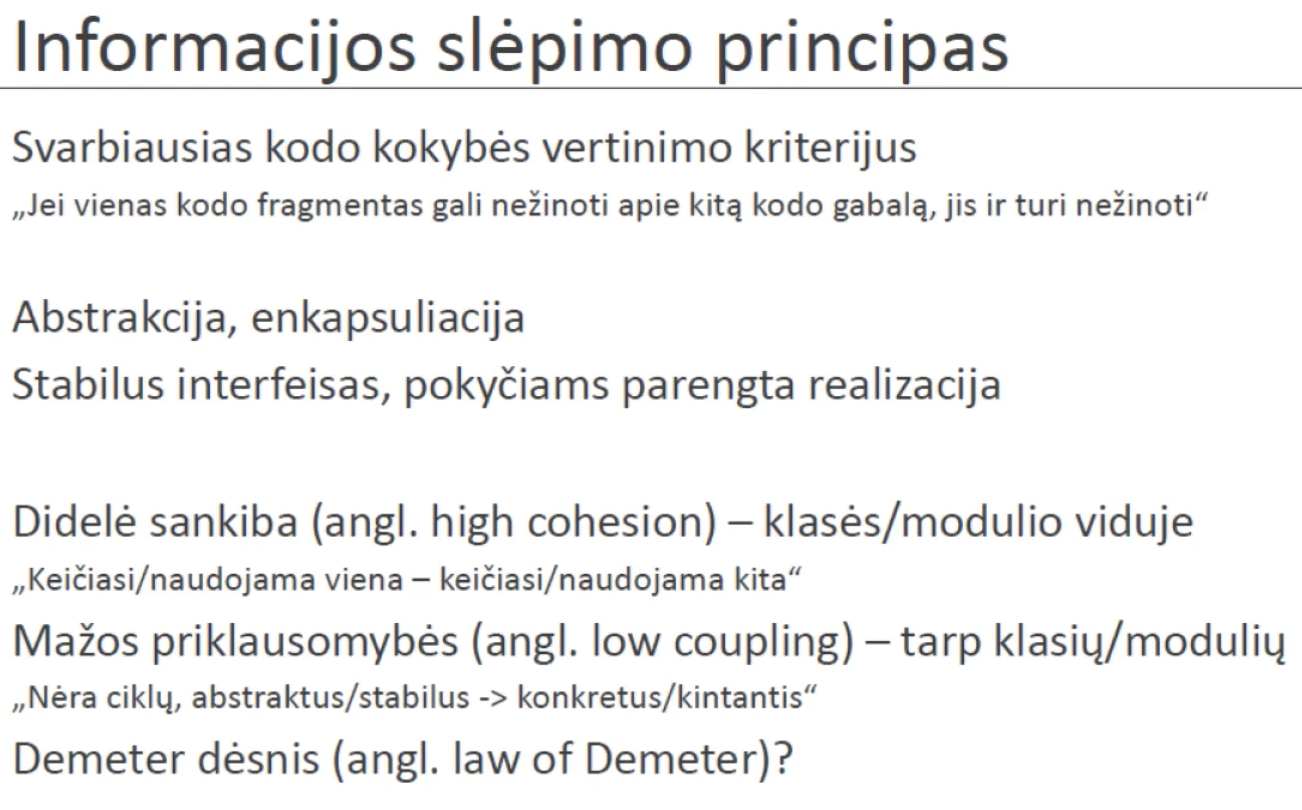 Informacijos slėpimo principas
Svarbiausias kodo kokybės vertinimo kriterijus
„Jei vienas kodo fragmentas gali nežinoti apie kitą kodo gabalą, jis ir turi nežinoti“
Abstrakcija, enkapsuliacija
Stabilus interfeisas, pokyčiams parengta realizacija
Didelė sankiba (angl. high cohesion) – klasės/modulio viduje
„Keičiasi/naudojama viena – keičiasi/naudojama kita“
Mažos priklausomybės (angl. low coupling) – tarp klasių/modulių
„Nėra ciklų, abstraktus/stabilus -> konkretus/kintantis“
Demeter dėsnis (angl. law of Demeter)?